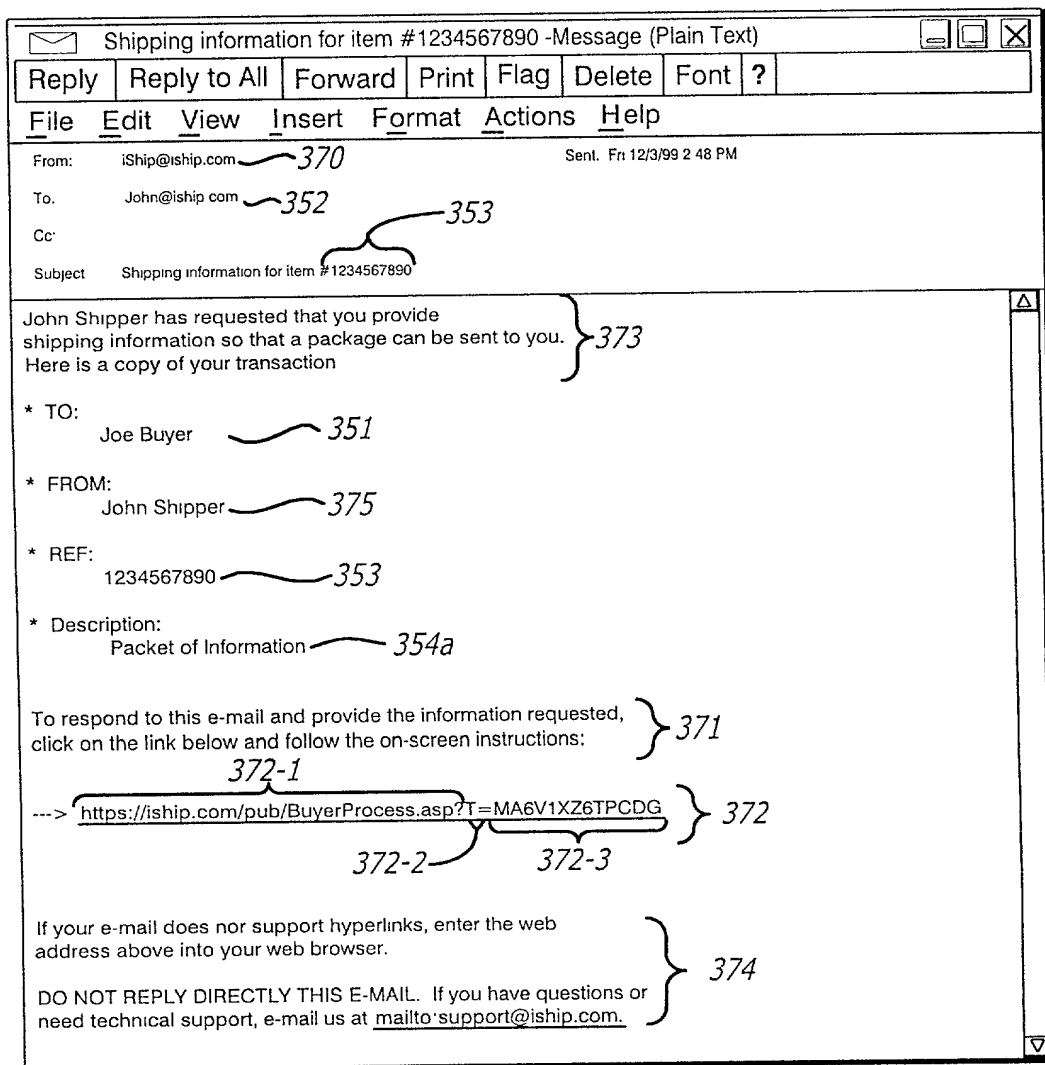 Shipping information for item #1234567890 -Message (Plain Text)
Reply Reply to All Forward Print Flag Delete Font ?
File Edit View Insert Format Actions Help
From: iShip@iship.com 370 Sent. Fri 12/3/99 2 48 PM
To. John@iship com 352
353
Cc·
Subject Shipping information for item #1234567890
John Shipper has requested that you provide
shipping information so that a package can be sent to you.
Here is a copy of your transaction
373
* TO:
Joe Buyer 351
* FROM:
John Shipper 375
* REF:
1234567890 353
* Description:
Packet of Information 354a
To respond to this e-mail and provide the information requested,
click on the link below and follow the on-screen instructions:
371
372-1
---> https://iship.com/pub/BuyerProcess.asp?T=MA6V1XZ6TPCDG 372
372-2 372-3
If your e-mail does nor support hyperlinks, enter the web
address above into your web browser.
374
DO NOT REPLY DIRECTLY THIS E-MAIL. If you have questions or
need technical support, e-mail us at mailto·support@iship.com.